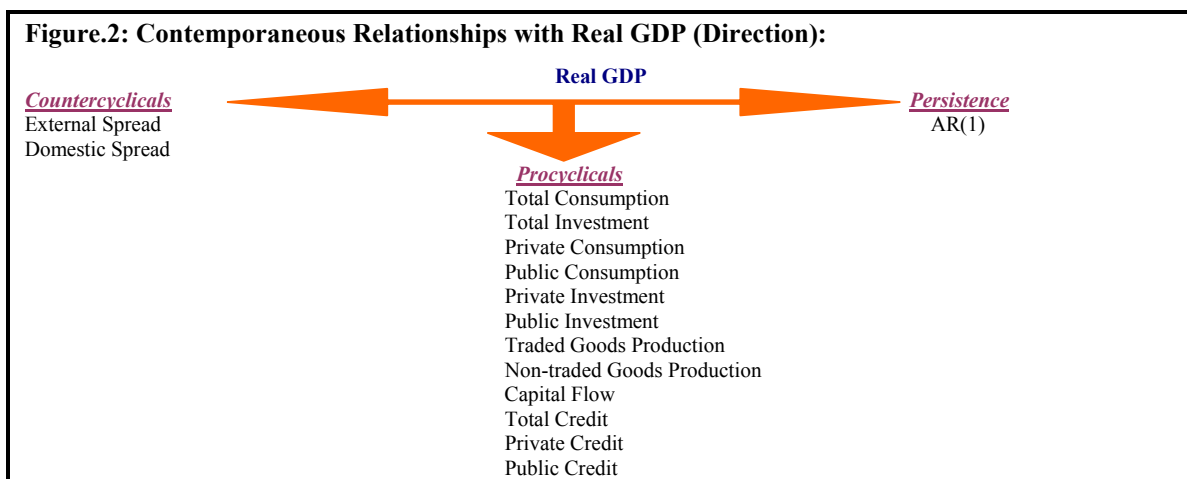 Figure.2: Contemporaneous Relationships with Real GDP (Direction):
Real GDP
Countercyclicals
External Spread
Domestic Spread
Persistence
AR(1)
Procyclicals
Total Consumption
Total Investment
Private Consumption
Public Consumption
Private Investment
Public Investment
Traded Goods Production
Non-traded Goods Production
Capital Flow
Total Credit
Private Credit
Public Credit